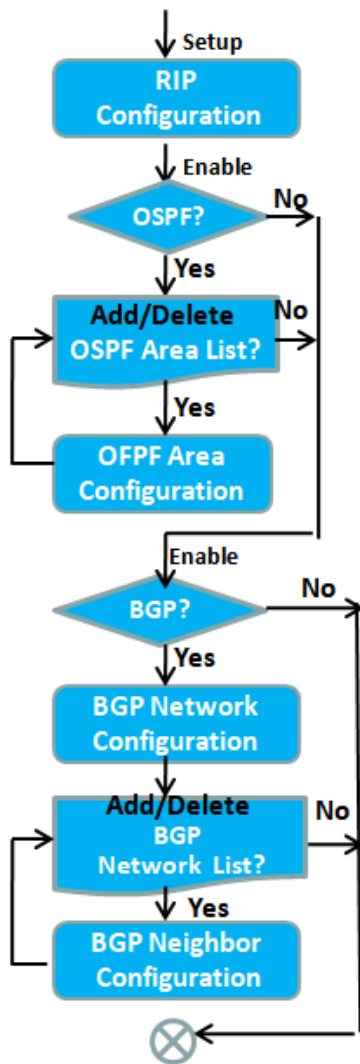 Setup
RIP
Configuration
Enable
OSPF?
No
Yes
Add/Delete
OSPF Area List?
No
Yes
OFPF Area
Configuration
Enable
BGP?
No
Yes
BGP Network
Configuration
Add/Delete
BGP
Network List?
No
Yes
BGP Neighbor
Configuration